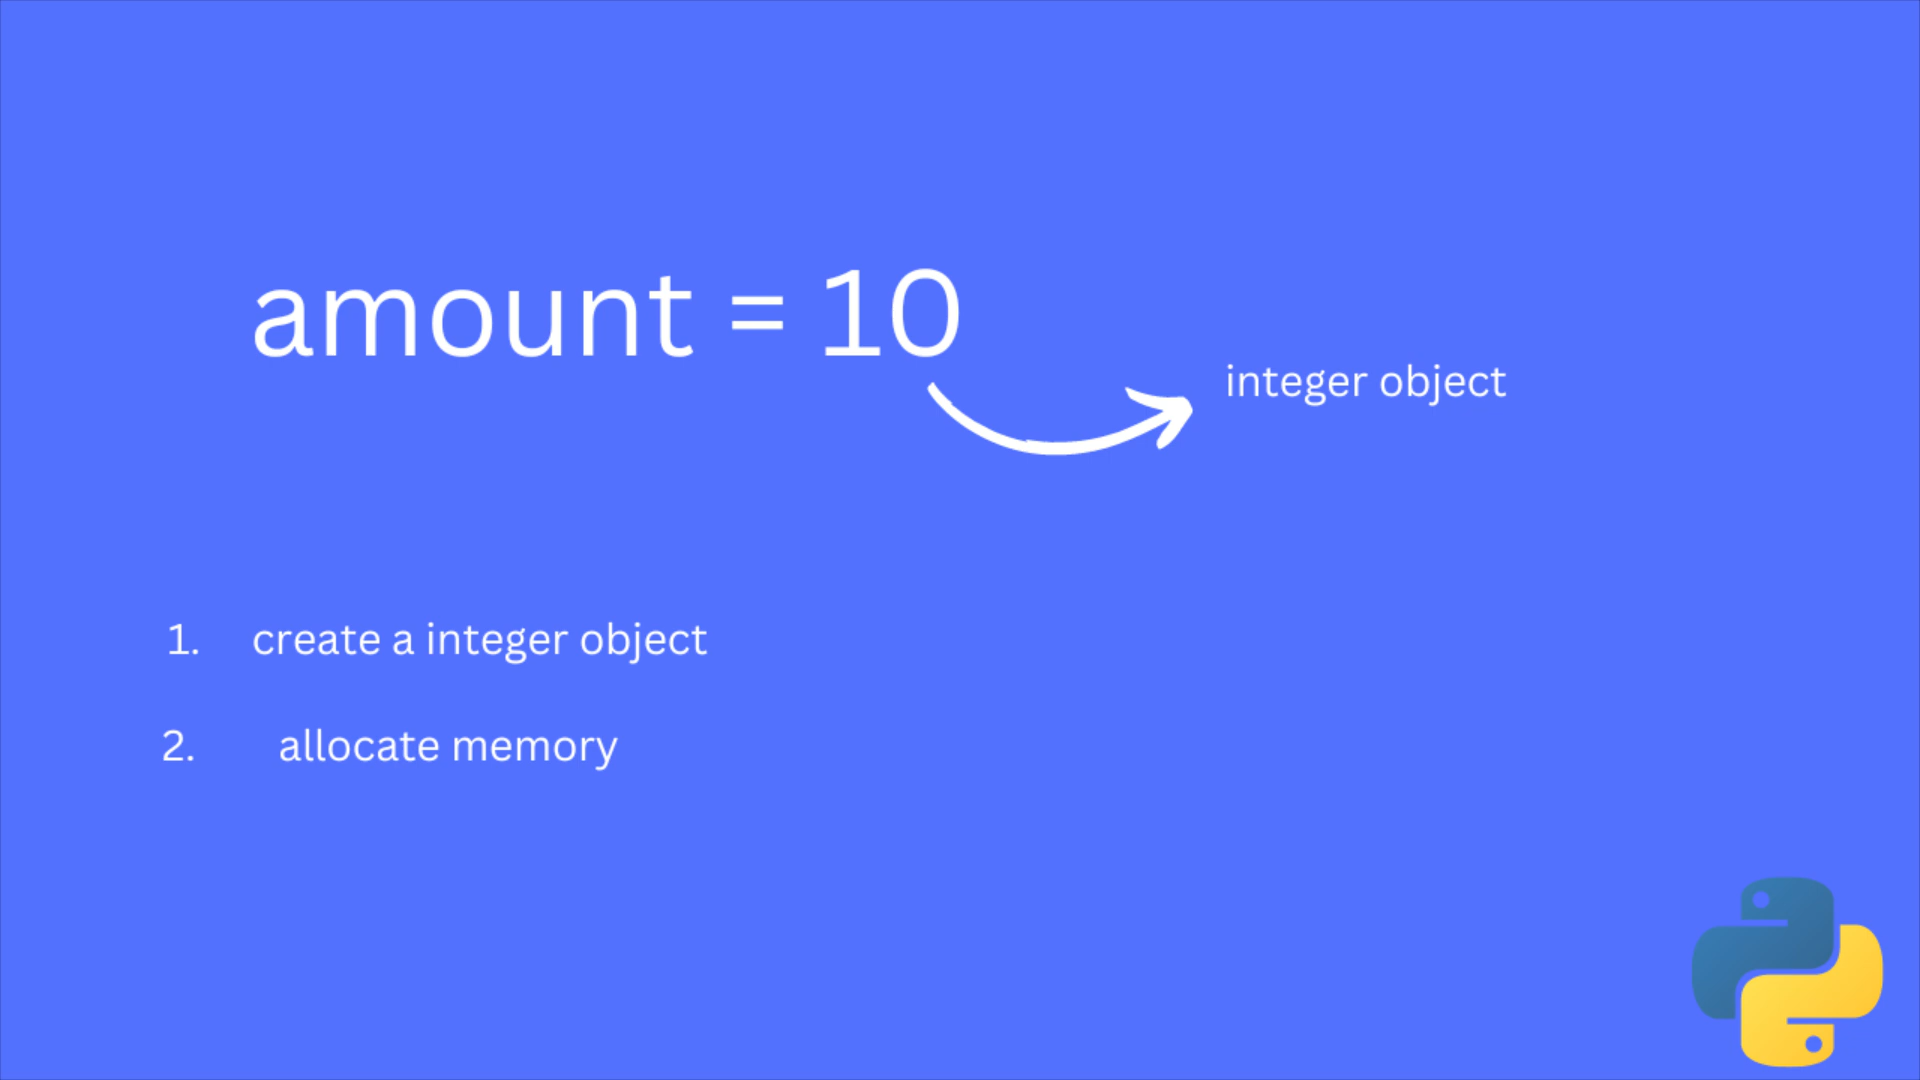 amount = 10
integer object
1. create a integer object
2. allocate memory